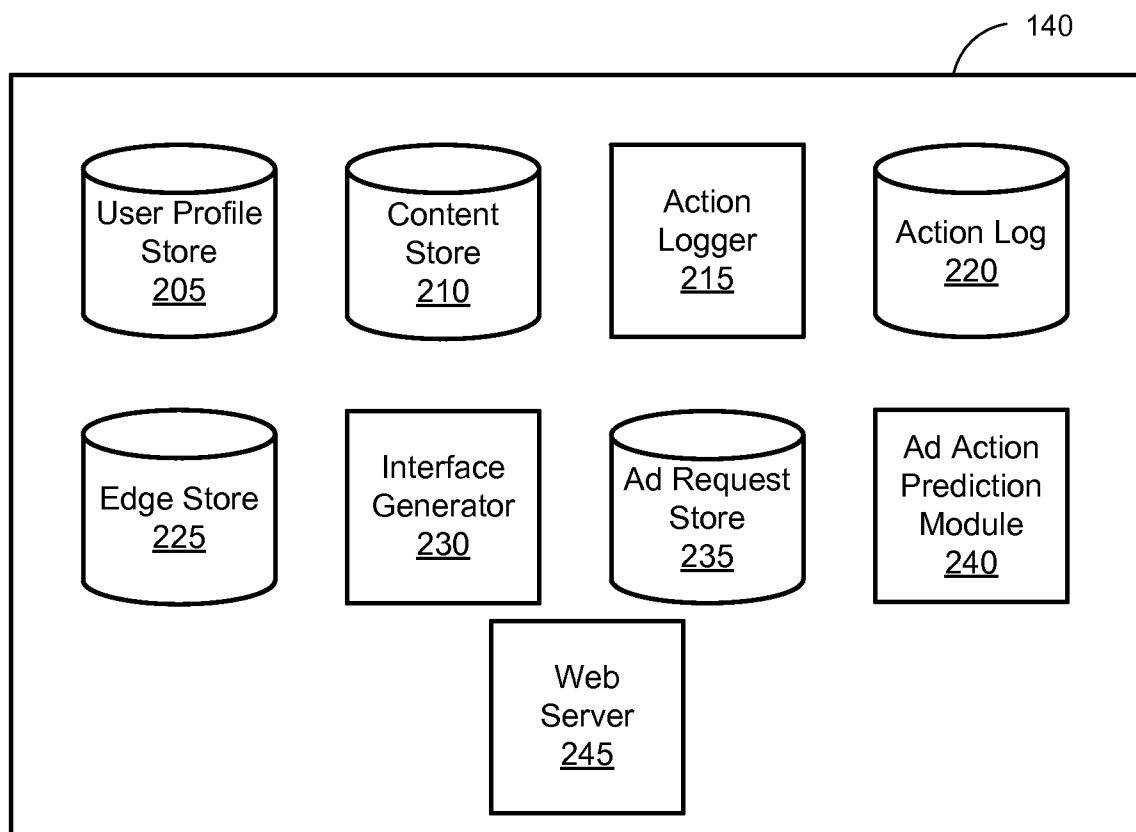 140
User Profile
Store
205
Content
Store
210
Action
Logger
215
Action Log
220
Edge Store
225
Interface
Generator
230
Ad Request
Store
235
Ad Action
Prediction
Module
240
Web
Server
245